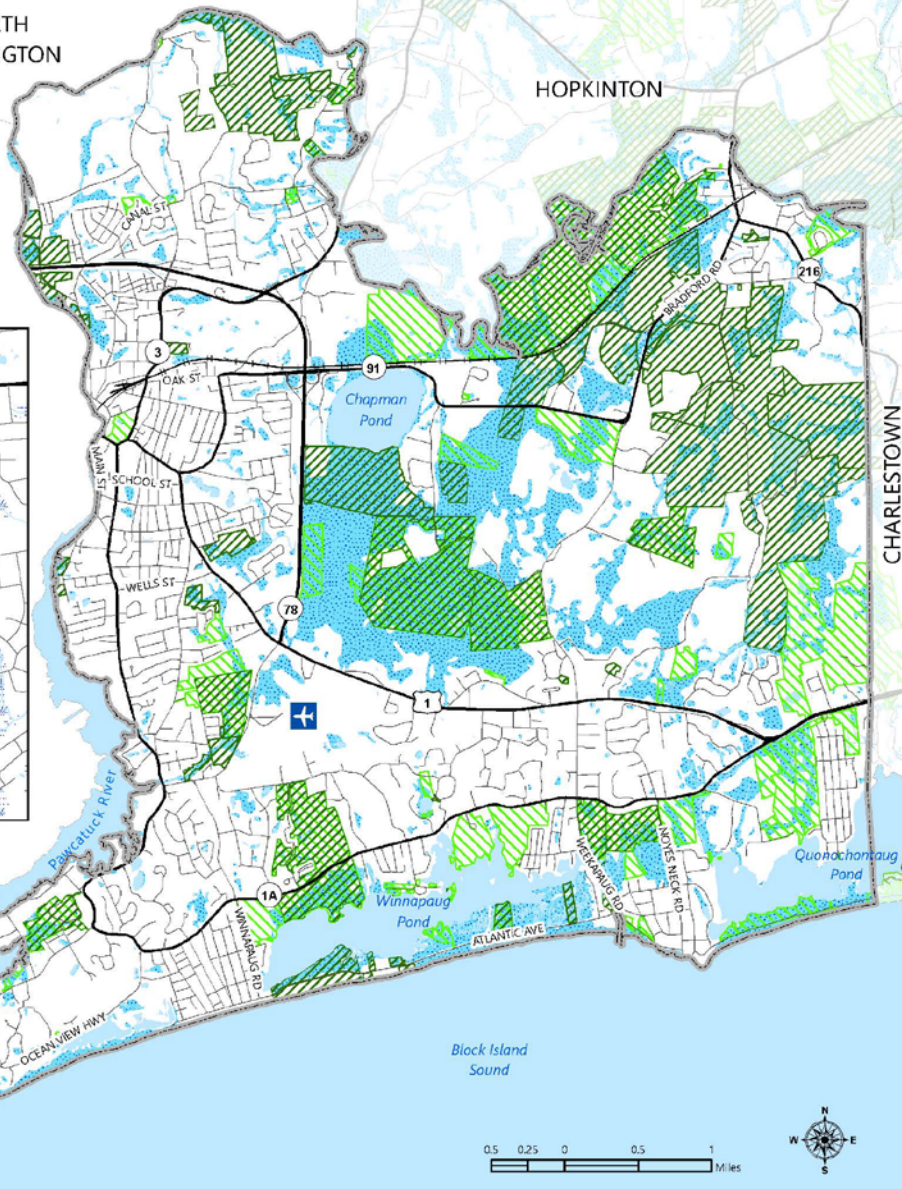 TH
GTON
HOPKINTON
CANAL ST
216
BRADFORD RD
3
91
OAK ST
Chapman
Pond
CHARLESTOWN
MAIN ST
SCHOOL ST
WELLS ST
78
1
Pawcatuck River
Quonochontaug
Pond
WEEKAPAUG RD
NOYES NECK RD
1A
Winnapaug
Pond
WINNAPAUG RD
ATLANTIC AVE
OCEAN VIEW HWY
Block Island
Sound
N
W E
S
0.5 0.25 0 0.5 1
Miles